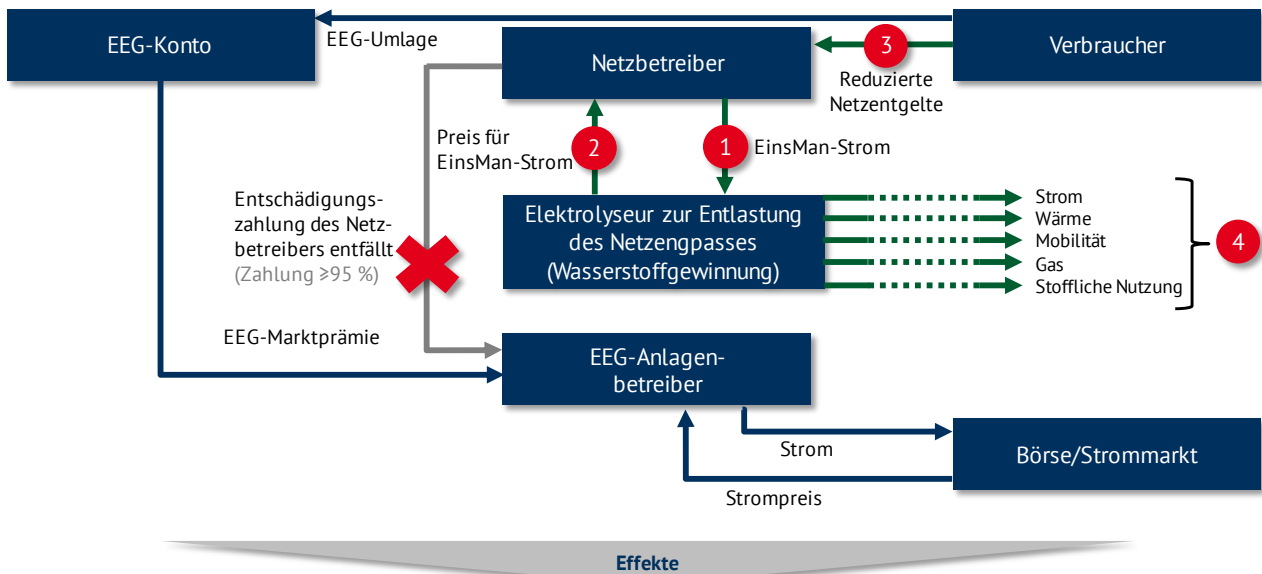 EEG-Konto
EEG-Umlage
3
Verbraucher
Netzbetreiber
Reduzierte
Netzentgelte
Preis für
EinsMan-Strom
2
1
EinsMan-Strom
Entschädigungs-
zahlung des Netz-
betreibers entfällt
(Zahlung ≥95 %)
Elektrolyseur zur Entlastung
des Netzengpasses
(Wasserstoffgewinnung)
Strom
Wärme
Mobilität
Gas
Stoffliche Nutzung
4
EEG-Marktprämie
EEG-Anlagen-
betreiber
Strom
Börse/Strommarkt
Strompreis
Effekte